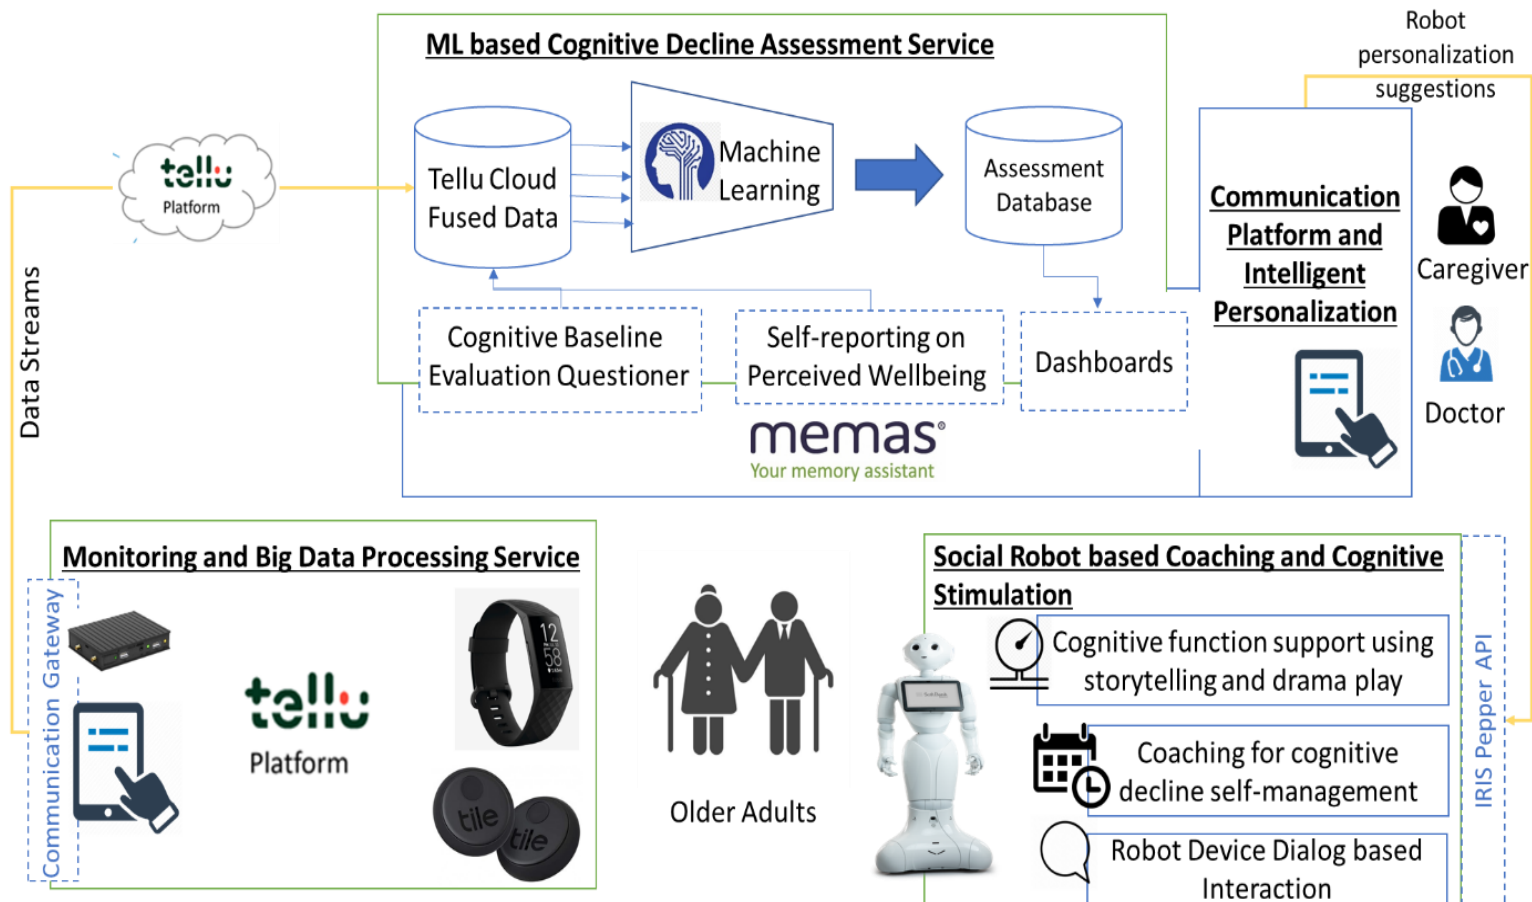 ML based Cognitive Decline Assessment Service
Robot
personalization
suggestions
tellu
Platform
Tellu Cloud
Fused Data
Machine
Learning
Assessment
Database
Communication
Platform and
Intelligent
Personalization
Caregiver
Doctor
Data Streams
Cognitive Baseline
Evaluation Questioner
Self-reporting on
Perceived Wellbeing
Dashboards
memas®
Your memory assistant
Monitoring and Big Data Processing Service
Communication Gateway
tellu
Platform
12
58
tile
tile
Older Adults
Social Robot based Coaching and Cognitive
Stimulation
SoftBank
Cognitive function support using
storytelling and drama play
Coaching for cognitive
decline self-management
Robot Device Dialog based
Interaction
IRIS Pepper API